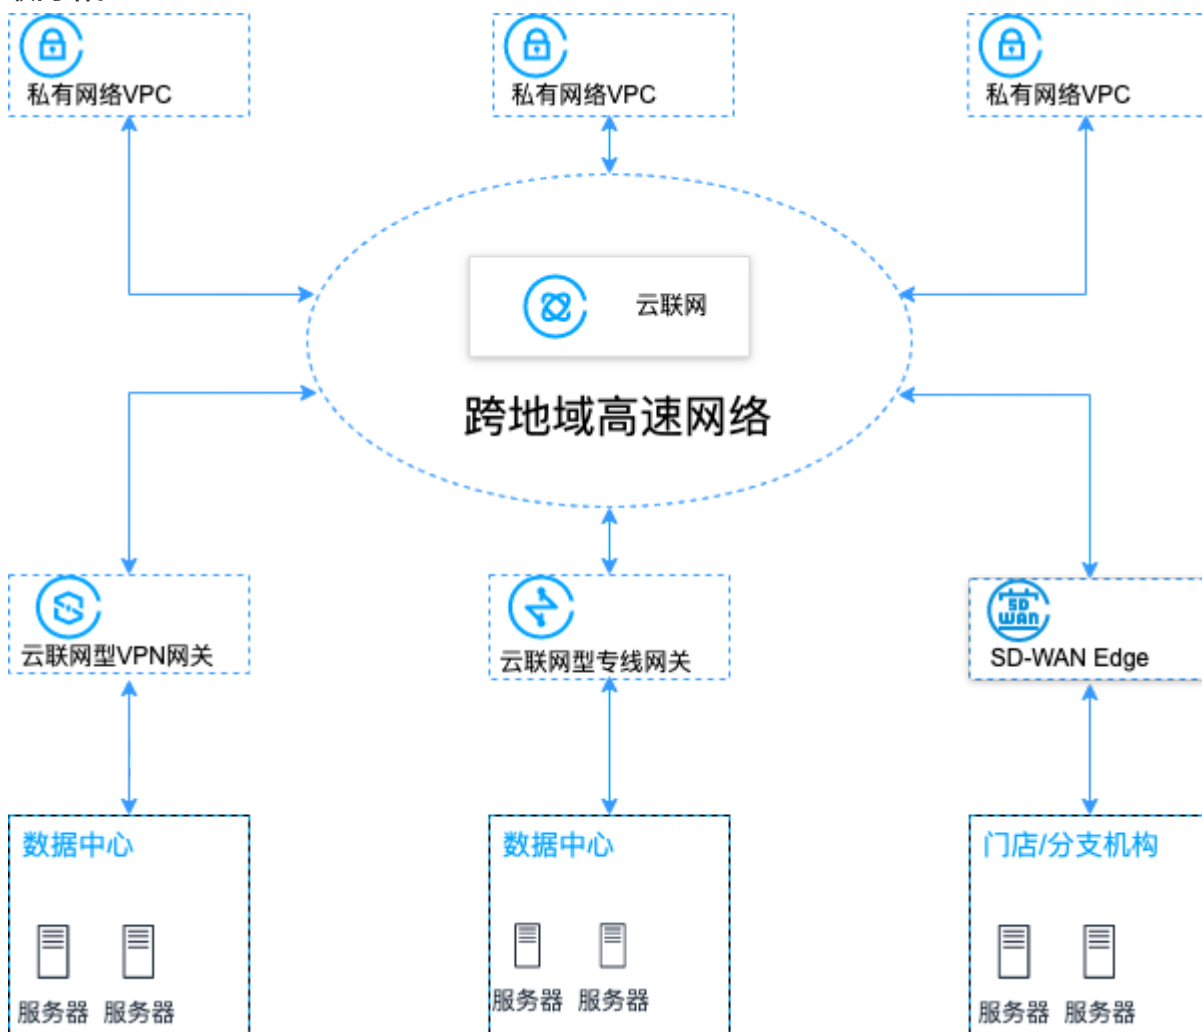 私有网络VPC
私有网络VPC
私有网络VPC
云联网
跨地域高速网络
云联网型VPN网关
云联网型专线网关
SD
WAN
SD-WAN Edge
数据中心
数据中心
门店/分支机构
服务器 服务器
服务器 服务器
服务器 服务器